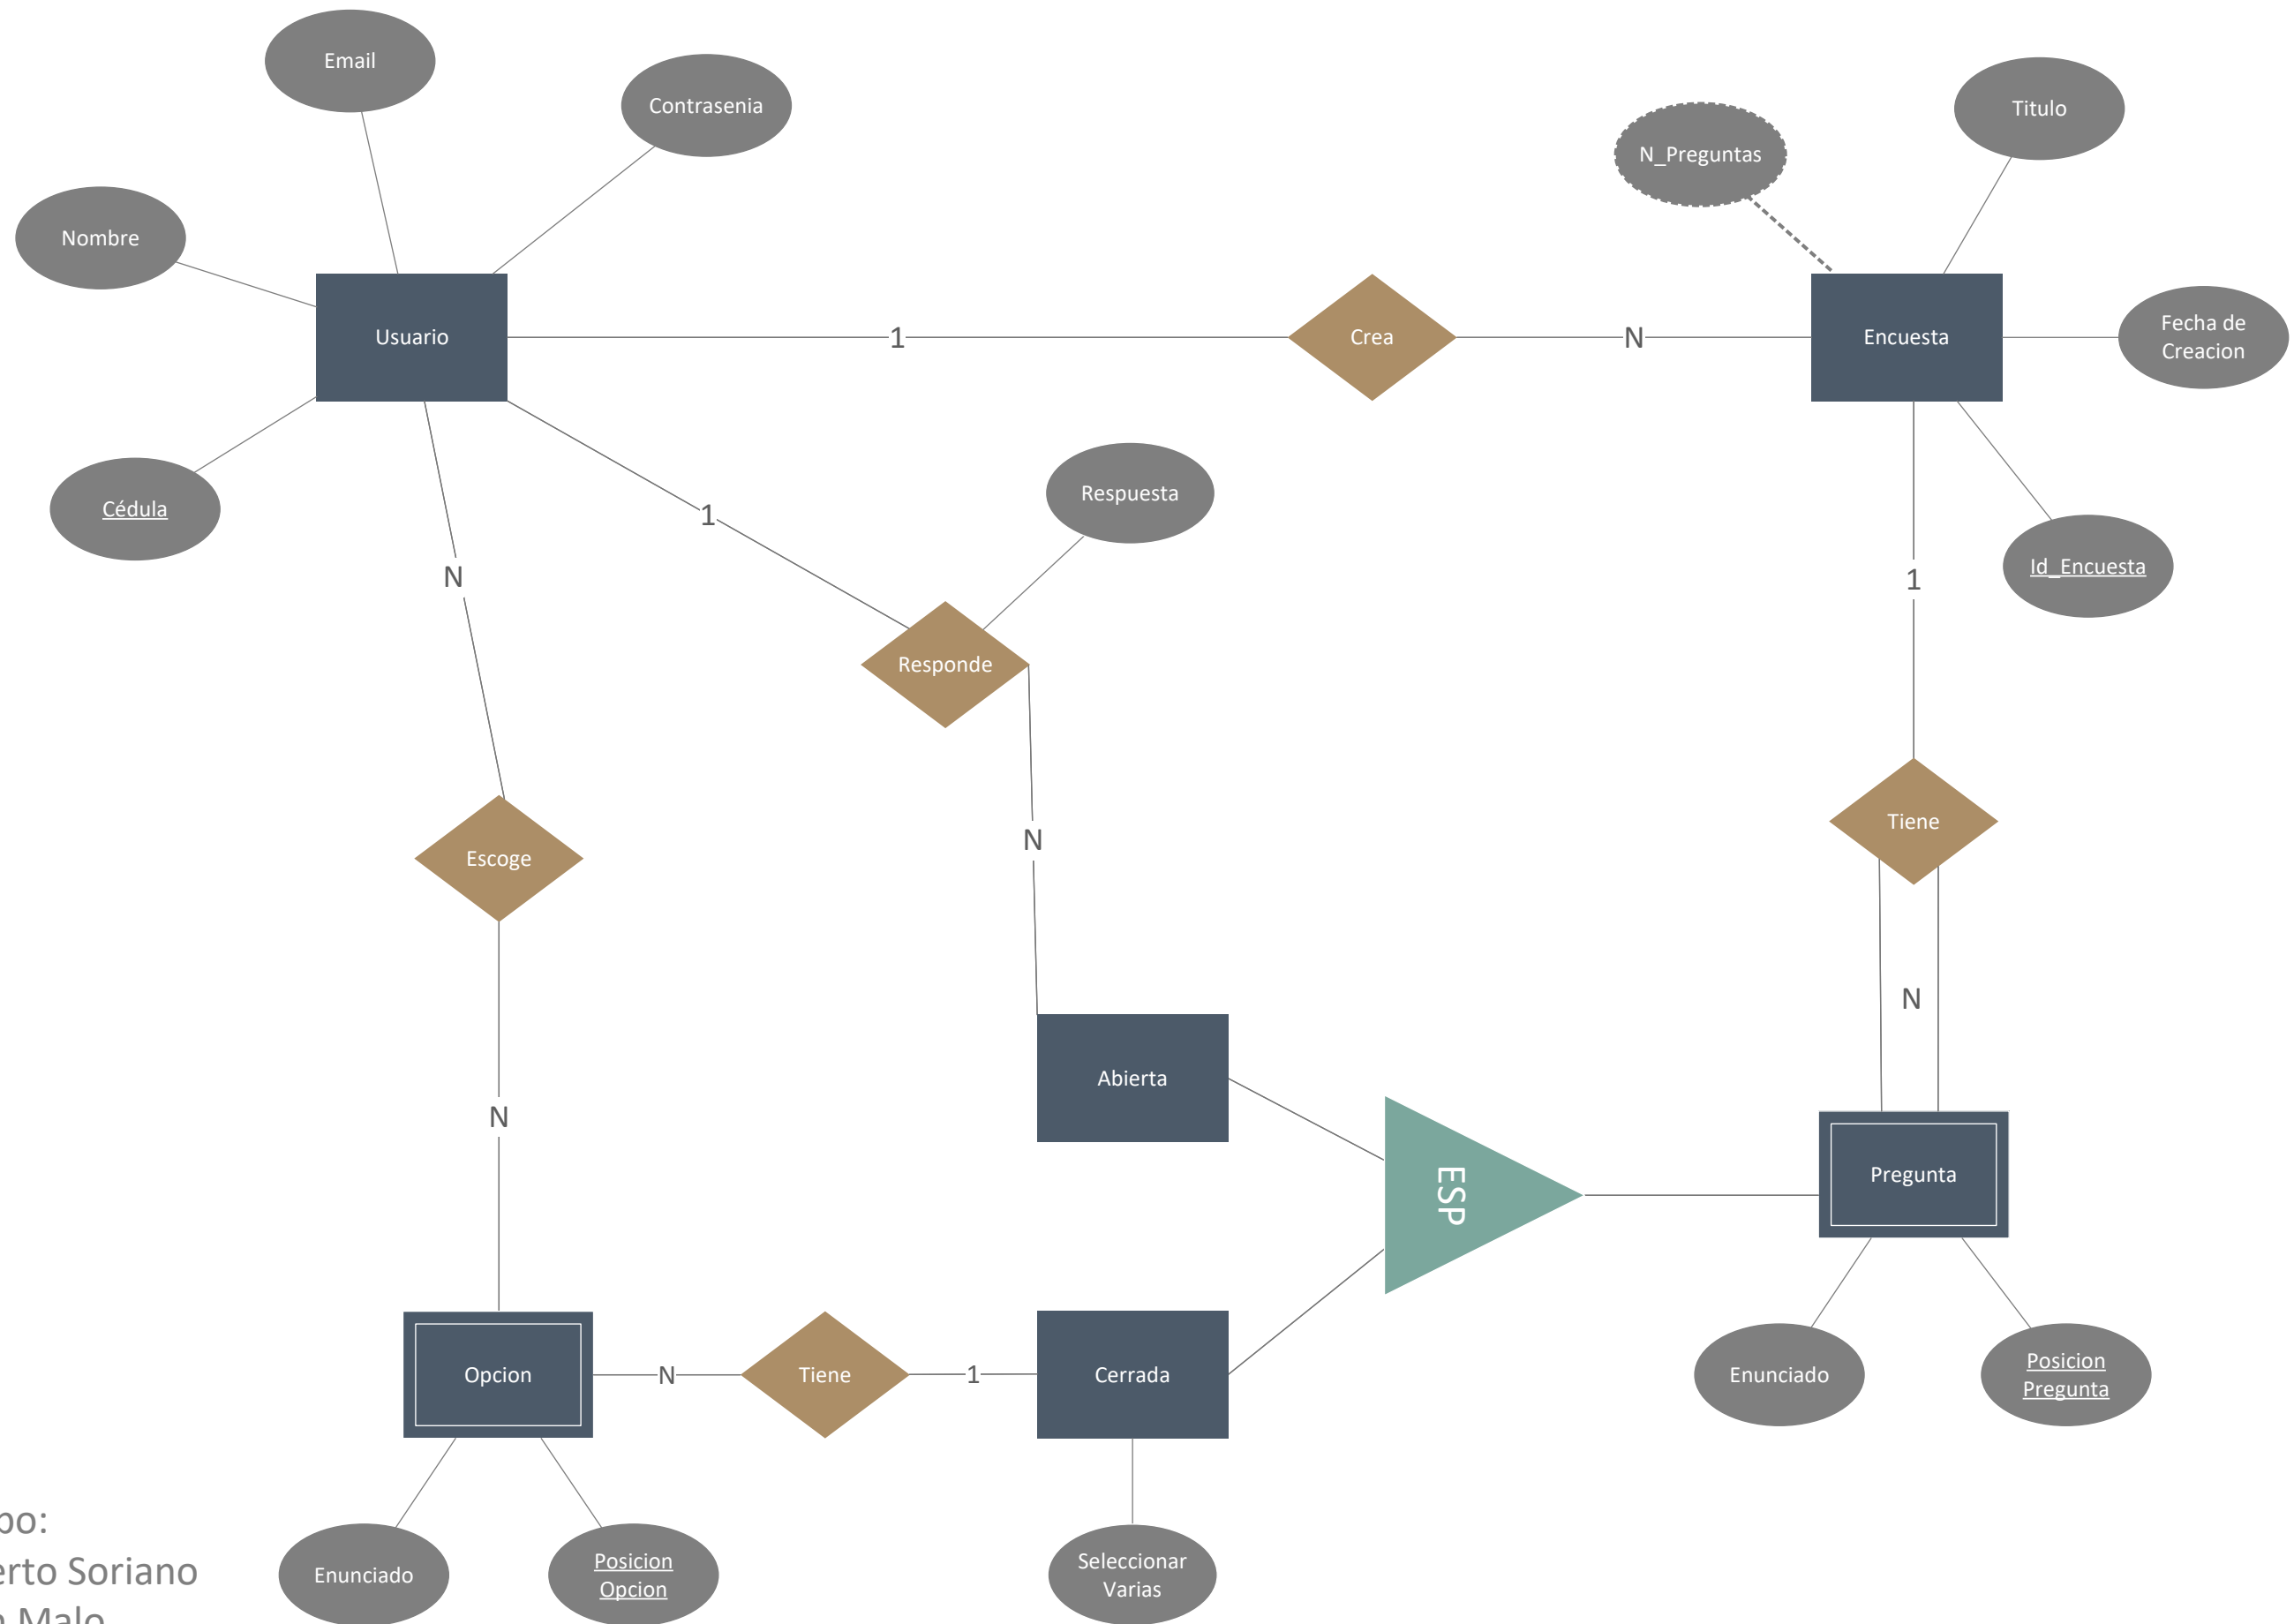 Email
Contrasenia
Titulo
N_Preguntas
Nombre
Usuario
1
Crea
N
Encuesta
Fecha de
Creacion
Cédula
Respuesta
1
N
1
Id_Encuesta
Responde
Tiene
N
Escoge
N
N
Abierta
ESP
Pregunta
Opcion
N
Tiene
1
Cerrada
Enunciado
Posicion
Pregunta
Enunciado
Posicion
Opcion
Seleccionar
Varias
Soriano
Malo